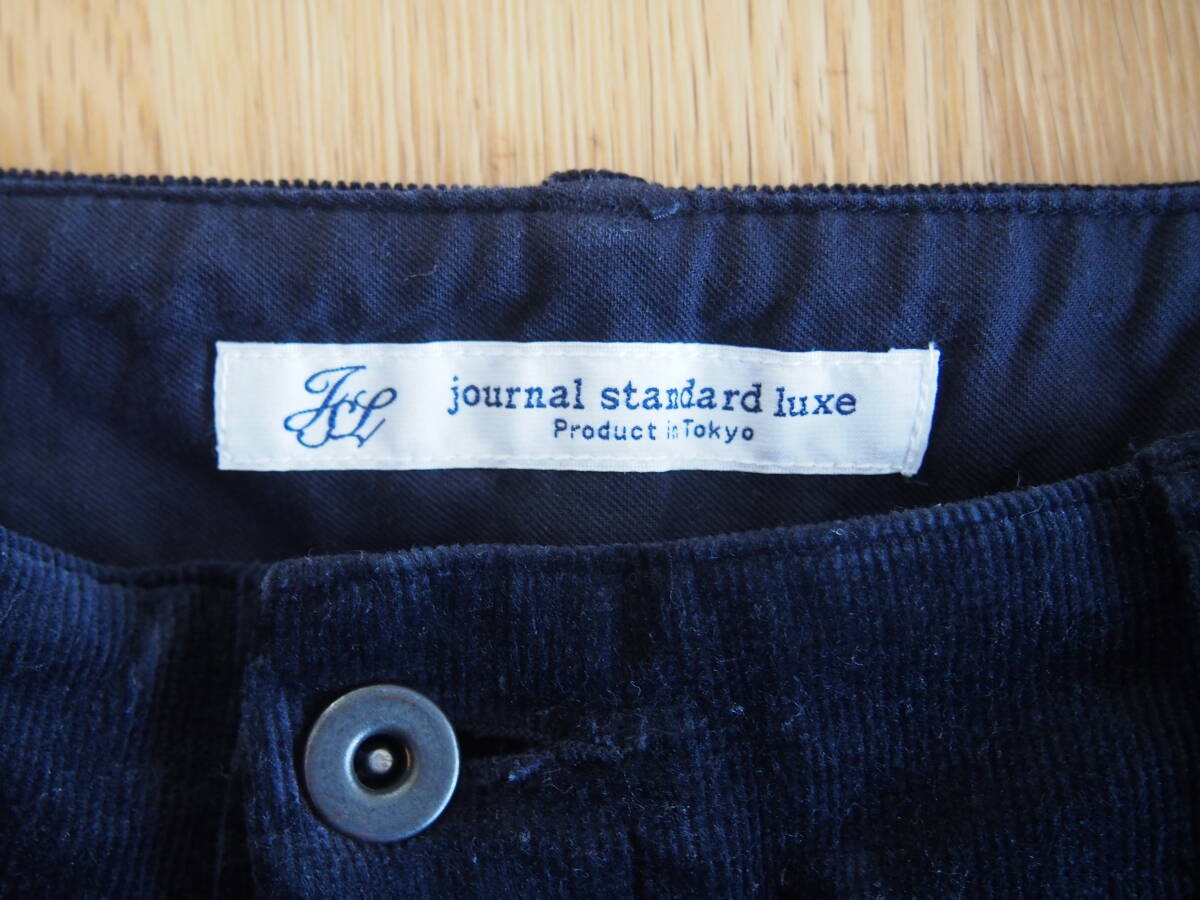 JSL
journal standard luxe
Product in Tokyo